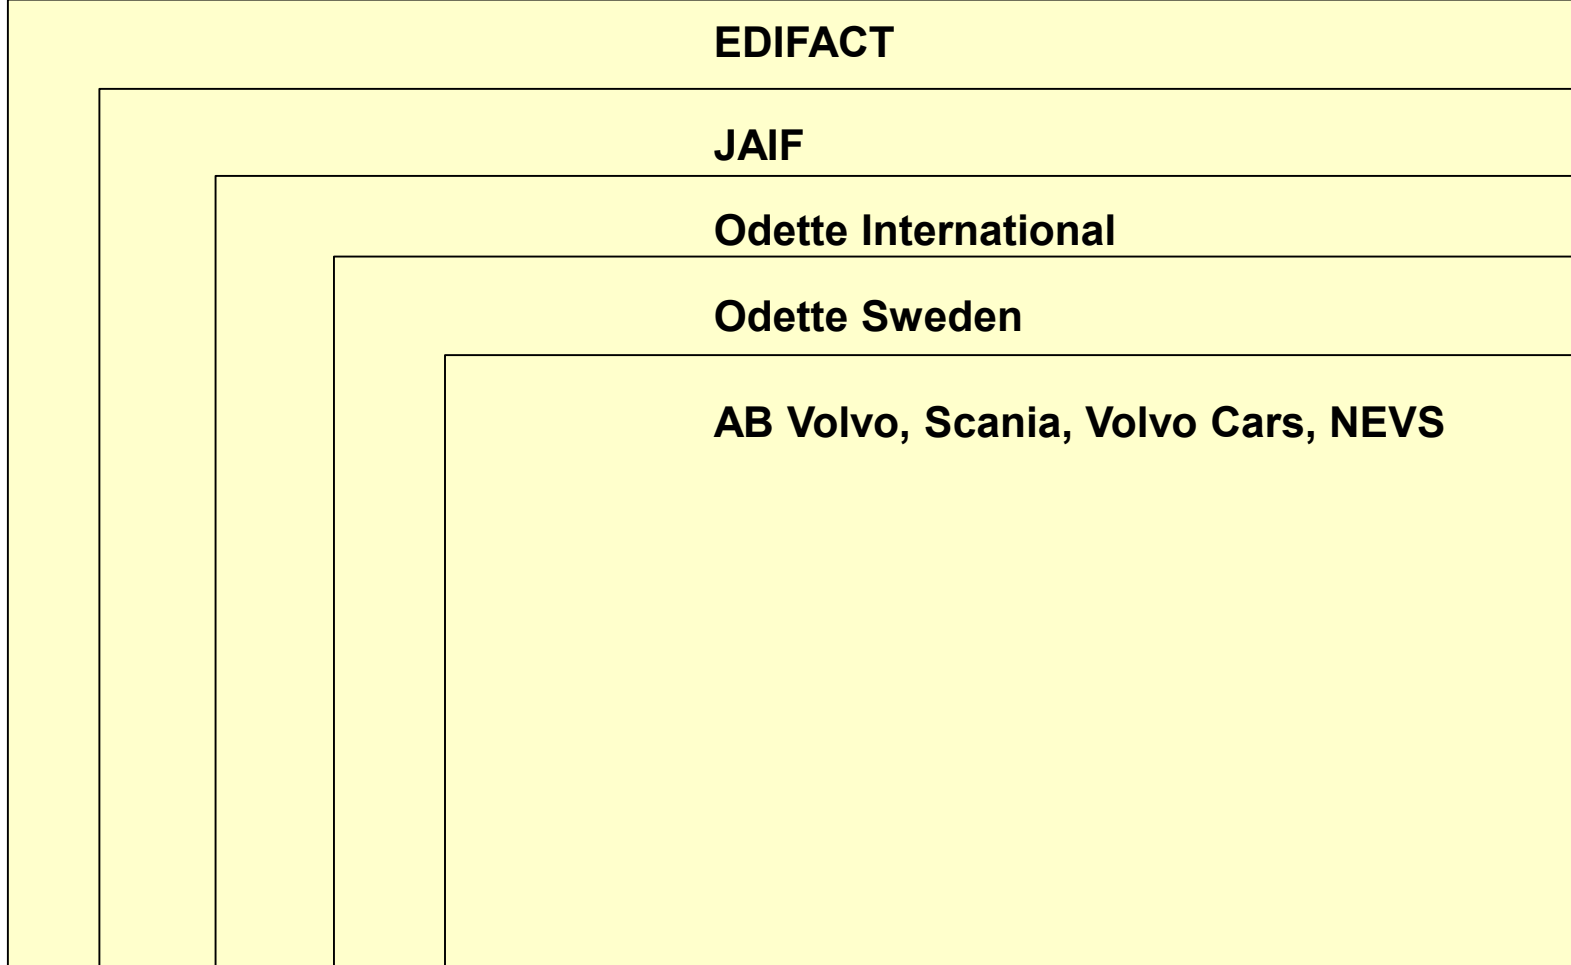 EDIFACT
JAIF
Odette International
Odette Sweden
AB Volvo, Scania, Volvo Cars, NEVS